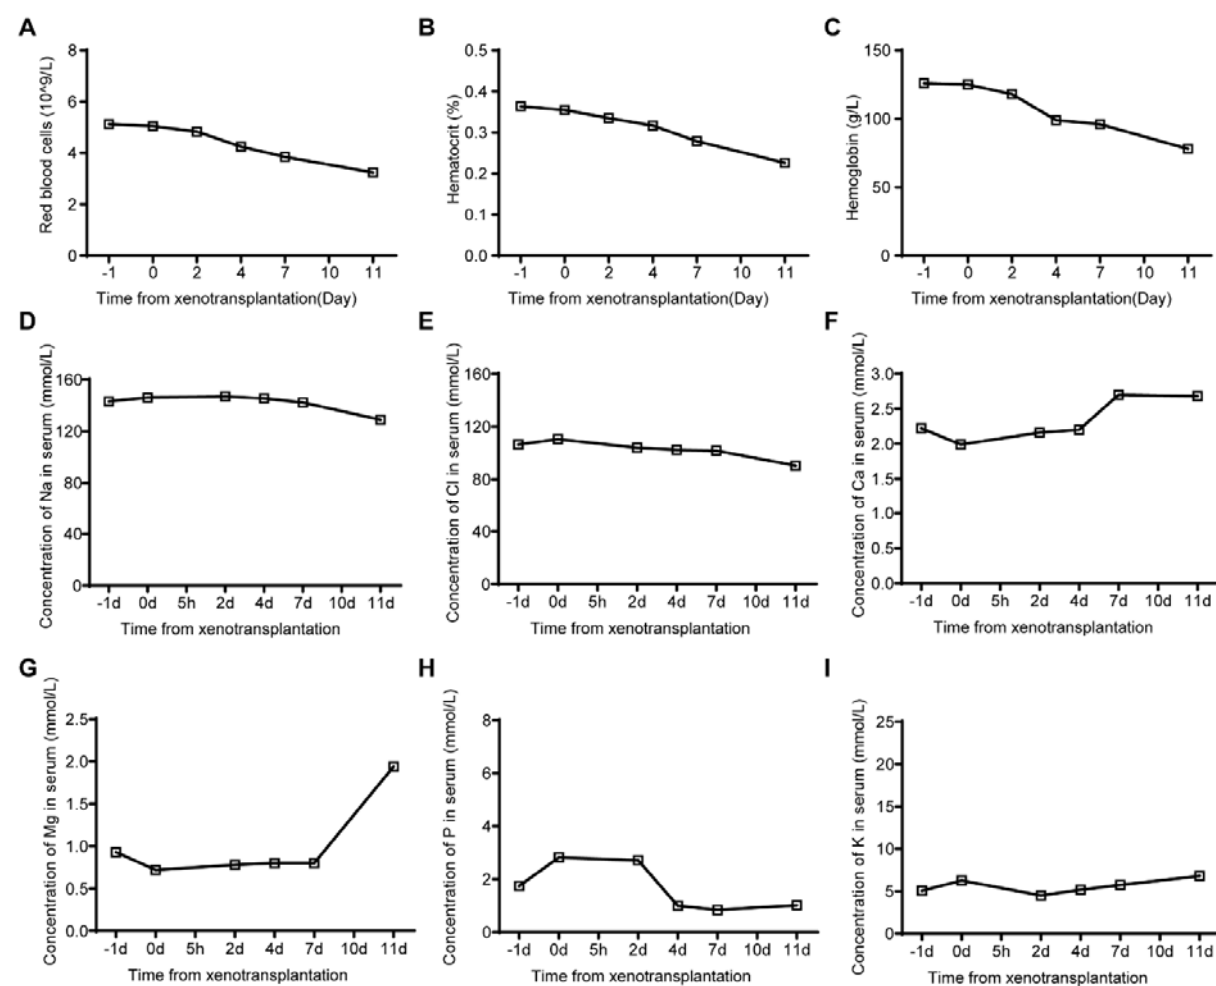 A
Red blood cells (10^9/L)
8
6
4
2
0
-1 0 2 4 7 10 11
Time from xenotransplantation(Day)
B
Hematocrit (%)
0.5
0.4
0.3
0.2
0.1
0.0
-1 0 2 4 7 10 11
Time from xenotransplantation(Day)
C
Hemoglobin (g/L)
150
100
50
0
-1 0 2 4 7 10 11
Time from xenotransplantation(Day)
D
Concentration of Na in serum (mmol/L)
160
120
80
40
0
-1d 0d 5h 2d 4d 7d 10d 11d
Time from xenotransplantation
E
Concentration of Cl in serum (mmol/L)
160
120
80
40
0
-1d 0d 5h 2d 4d 7d 10d 11d
Time from xenotransplantation
F
Concentration of Ca in serum (mmol/L)
3.0
2.5
2.0
1.5
1.0
0.5
0.0
-1d 0d 5h 2d 4d 7d 10d 11d
Time from xenotransplantation
G
Concentration of Mg in serum (mmol/L)
2.5
2.0
1.5
1.0
0.5
0.0
-1d 0d 5h 2d 4d 7d 10d 11d
Time from xenotransplantation
H
Concentration of P in serum (mmol/L)
8
6
4
2
0
-1d 0d 5h 2d 4d 7d 10d 11d
Time from xenotransplantation
I
Concentration of K in serum (mmol/L)
25
20
15
10
5
0
-1d 0d 5h 2d 4d 7d 10d 11d
Time from xenotransplantation